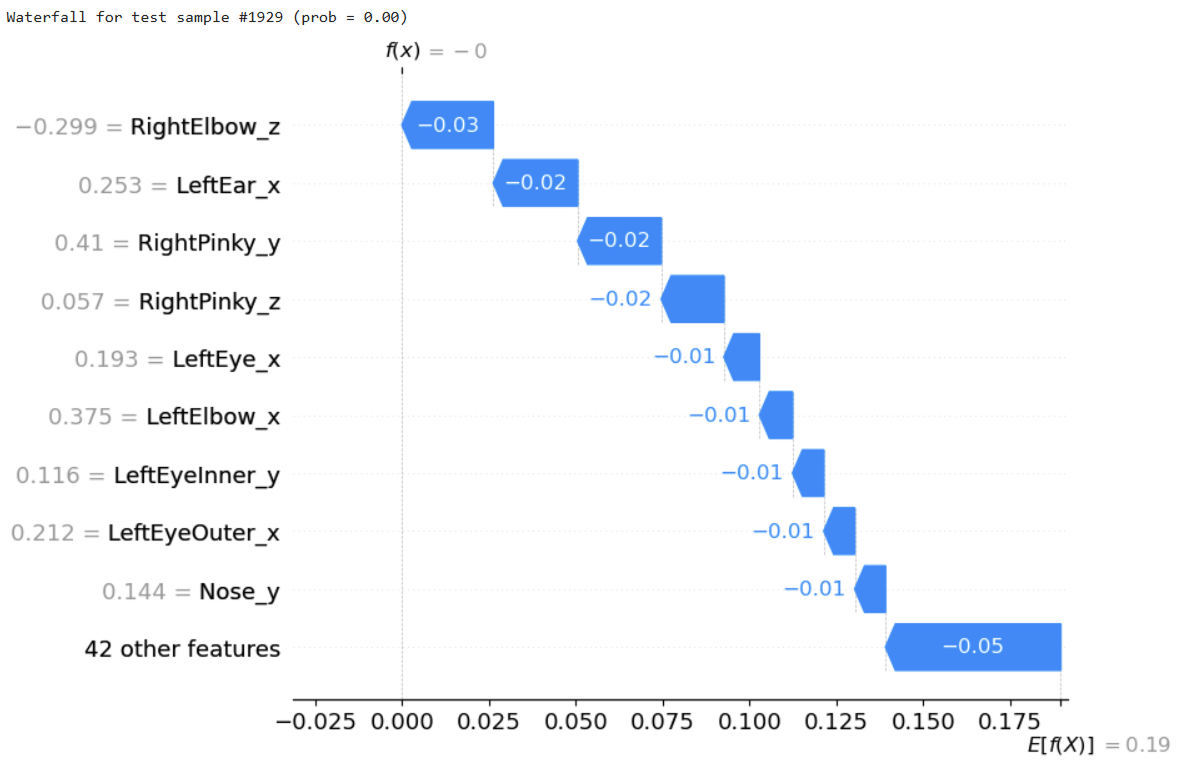 Waterfall for test sample #1929 (prob = 0.00)
f(x) = − 0
−0.299 = RightElbow_z −0.03
0.253 = LeftEar_x −0.02
0.41 = RightPinky_y −0.02
0.057 = RightPinky_z −0.02
0.193 = LeftEye_x −0.01
0.375 = LeftElbow_x −0.01
0.116 = LeftEyeInner_y −0.01
0.212 = LeftEyeOuter_x −0.01
0.144 = Nose_y −0.01
42 other features −0.05
−0.025 0.000 0.025 0.050 0.075 0.100 0.125 0.150 0.175
E[f(X)] = 0.19